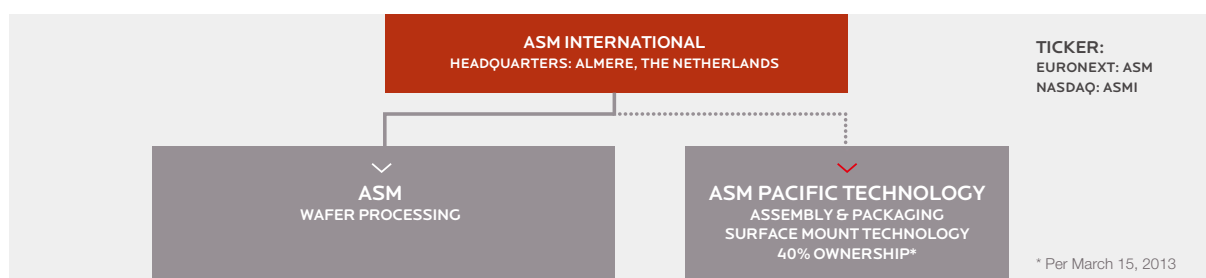 ASM INTERNATIONAL
HEADQUARTERS: ALMERE, THE NETHERLANDS
TICKER:
EURONEXT: ASM
NASDAQ: ASMI
ASM
WAFER PROCESSING
ASM PACIFIC TECHNOLOGY
ASSEMBLY & PACKAGING
SURFACE MOUNT TECHNOLOGY
40% OWNERSHIP*
* Per March 15, 2013